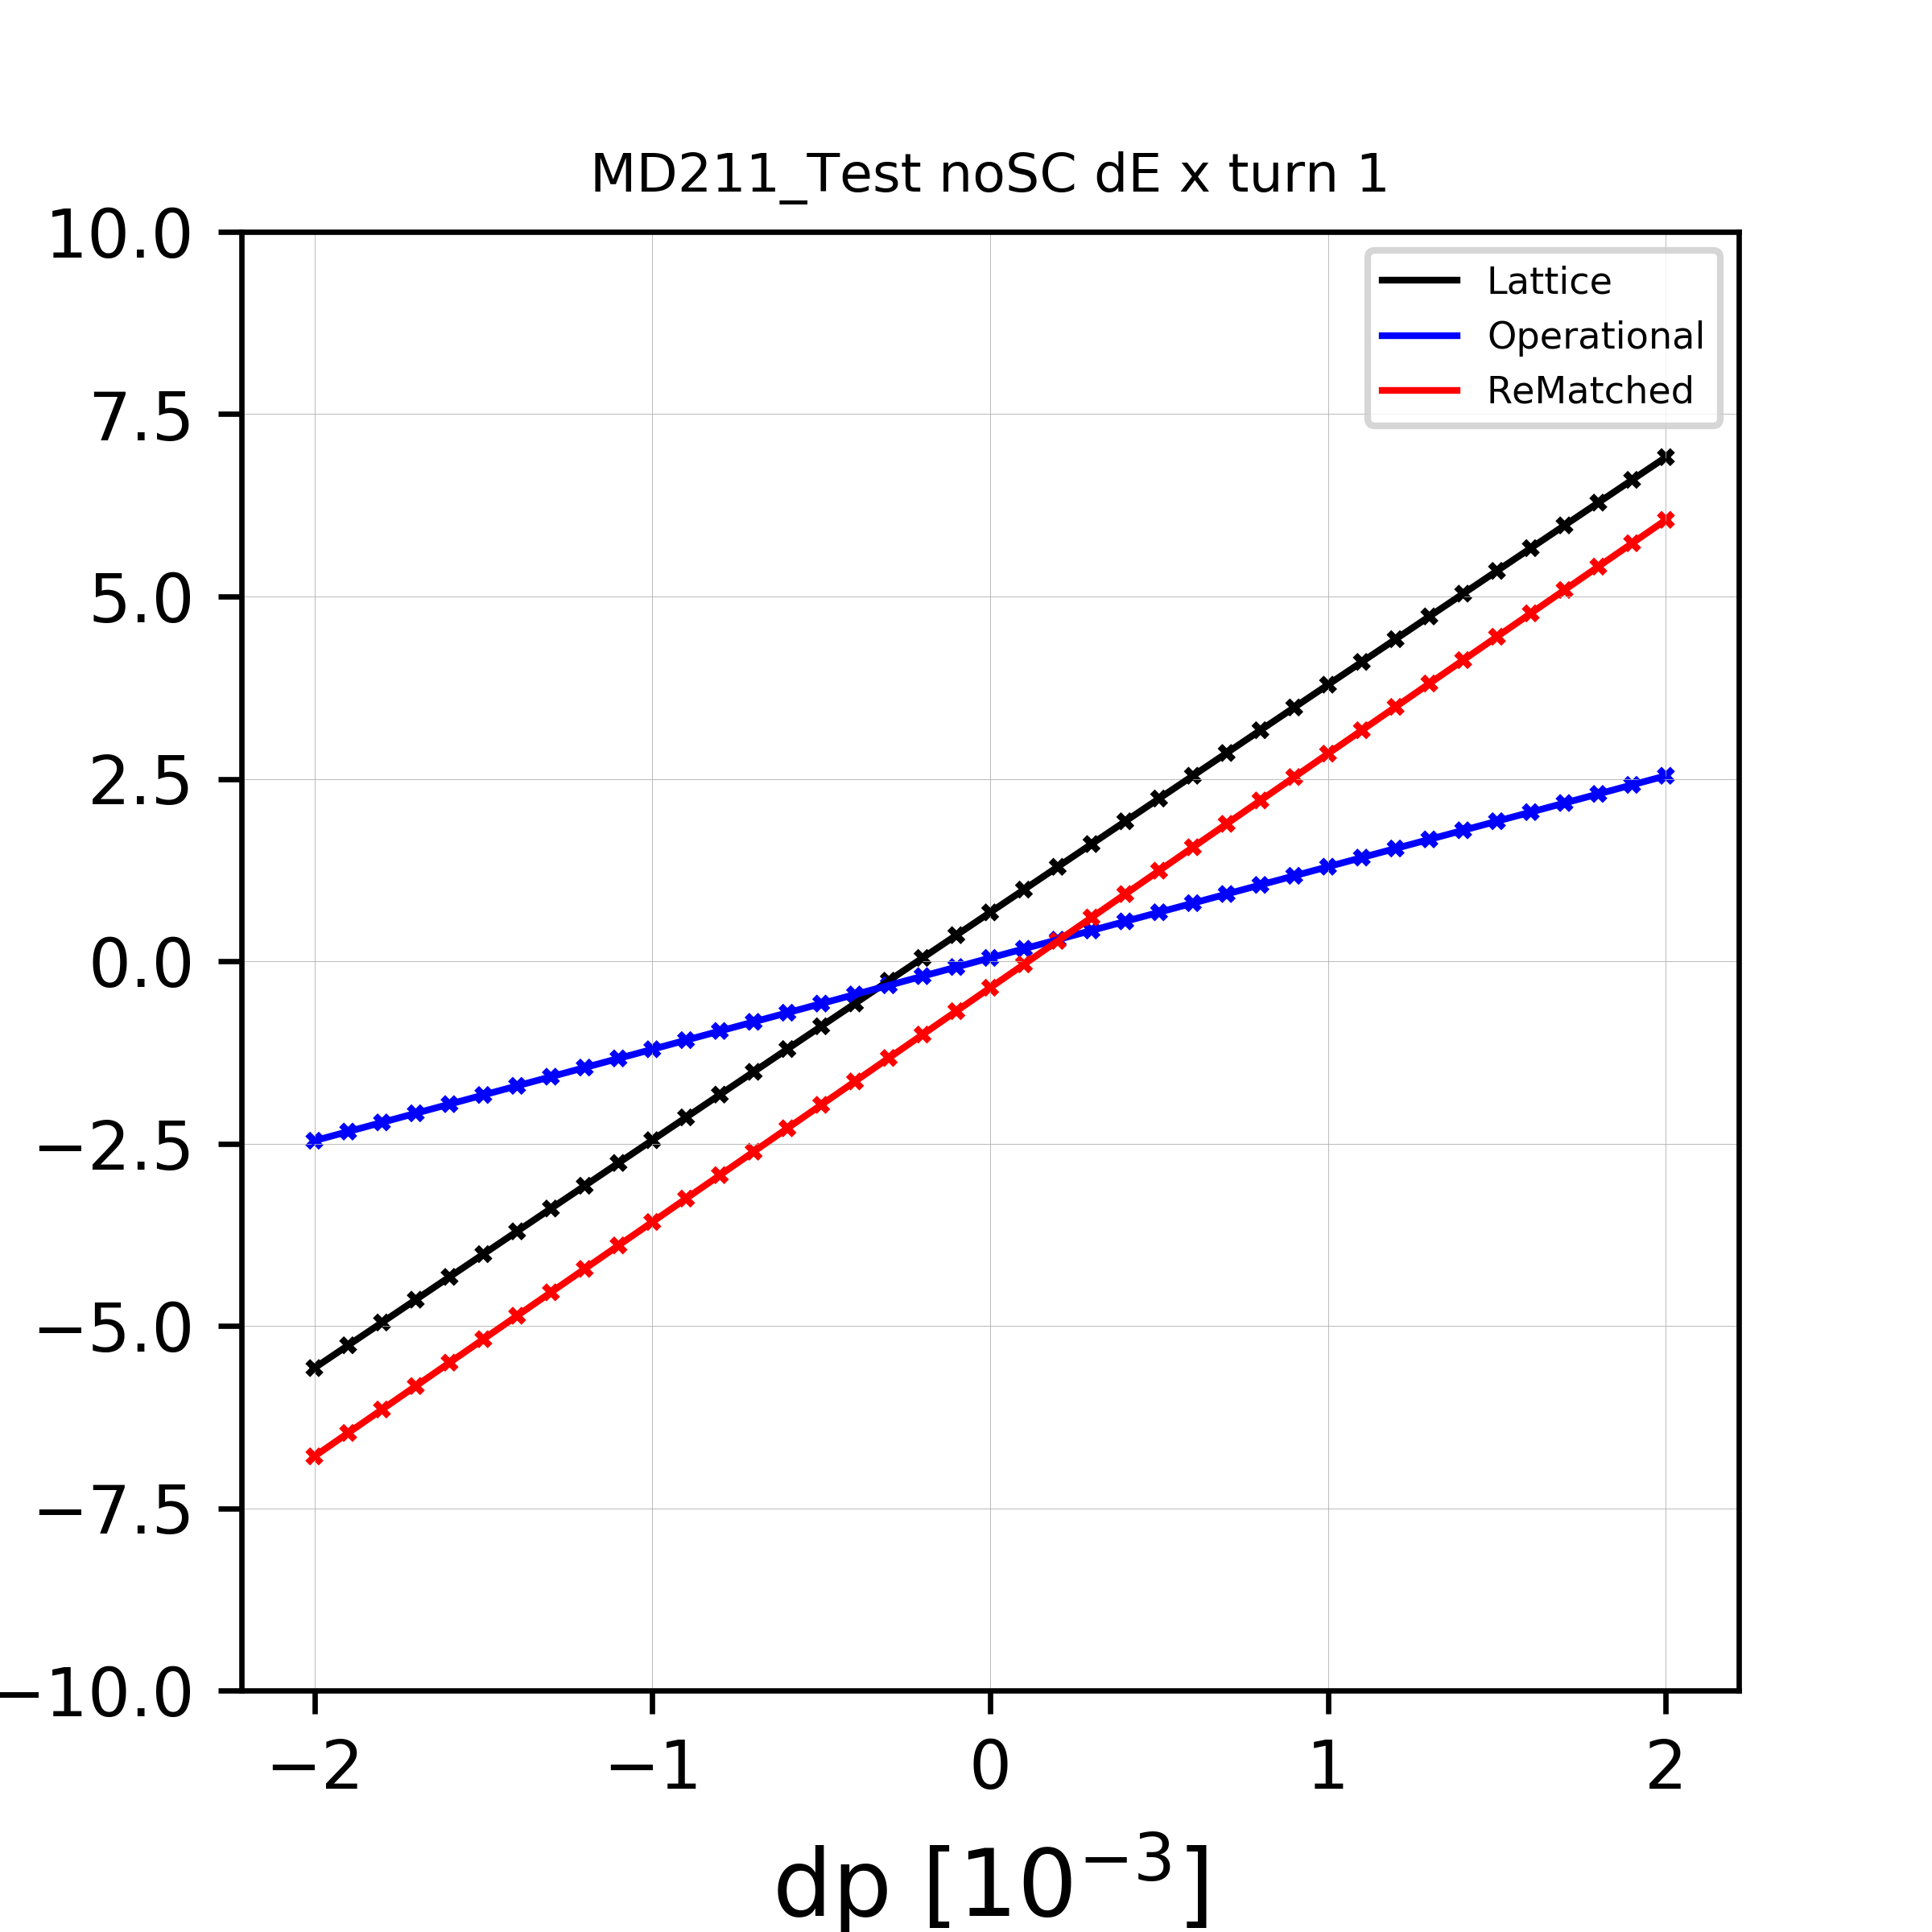 MD211_Test noSC dE x turn 1
10.0
7.5
5.0
2.5
0.0
−2.5
−5.0
−7.5
−10.0
Lattice
Operational
ReMatched
−2 −1 0 1 2
dp [10⁻³]